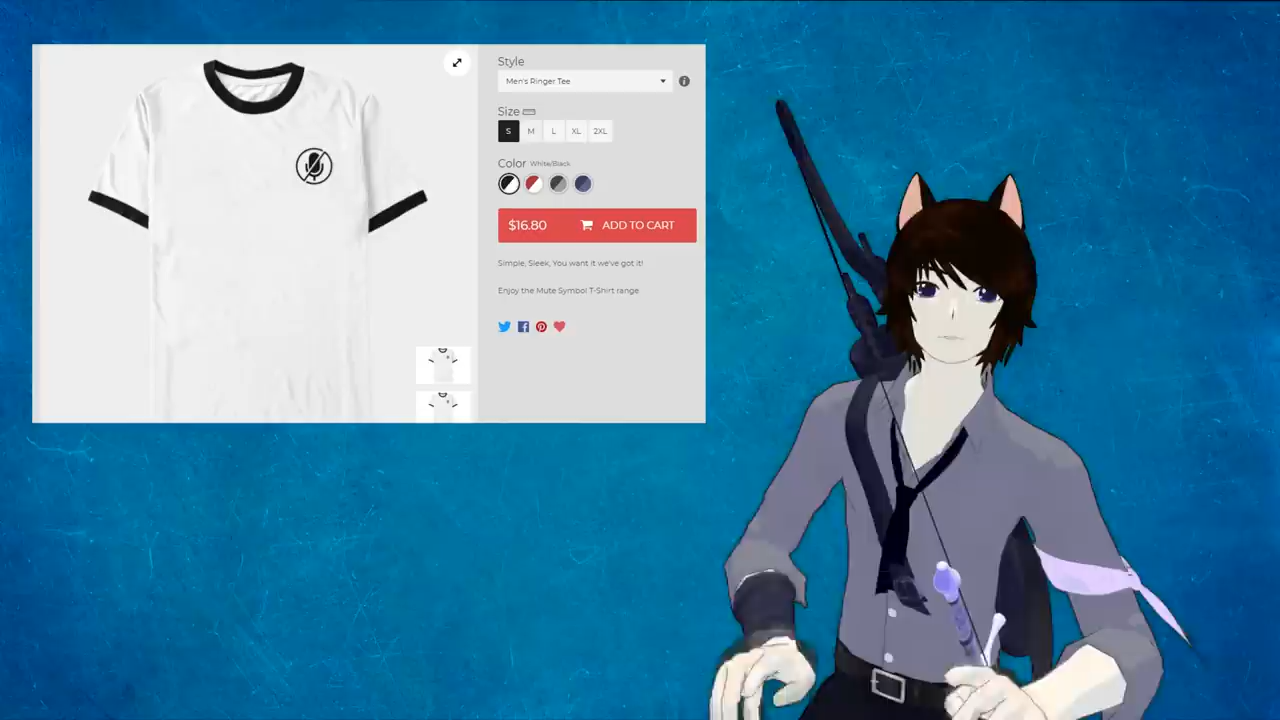 Style
Men's Ringer Tee
Size
S M L XL 2XL
Color White/Black
$16.80 ADD TO CART
Simple, Sleek, You want it we've got it!
Enjoy the Mute Symbol T-Shirt range.